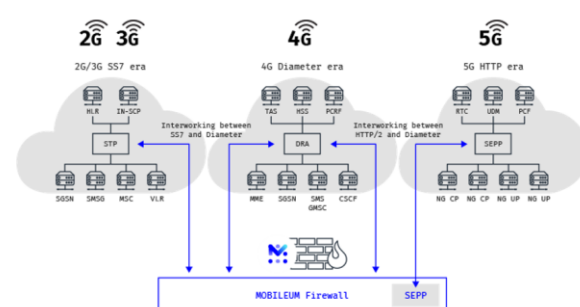 2G 3G
4G
5G
2G/3G SS7 era
4G Diameter era
5G HTTP era
HLR IN-SCP
TAS HSS PCRF
RTC UDM PCF
Interworking between
SS7 and Diameter
Interworking between
HTTP/2 and Diameter
STP
DRA
SEPP
SGSN SMSG MSC VLR
MME SGSN SMS
GMSC CSCF
NG CP NG CP NG UP NG UP
MOBILEUM Firewall
SEPP